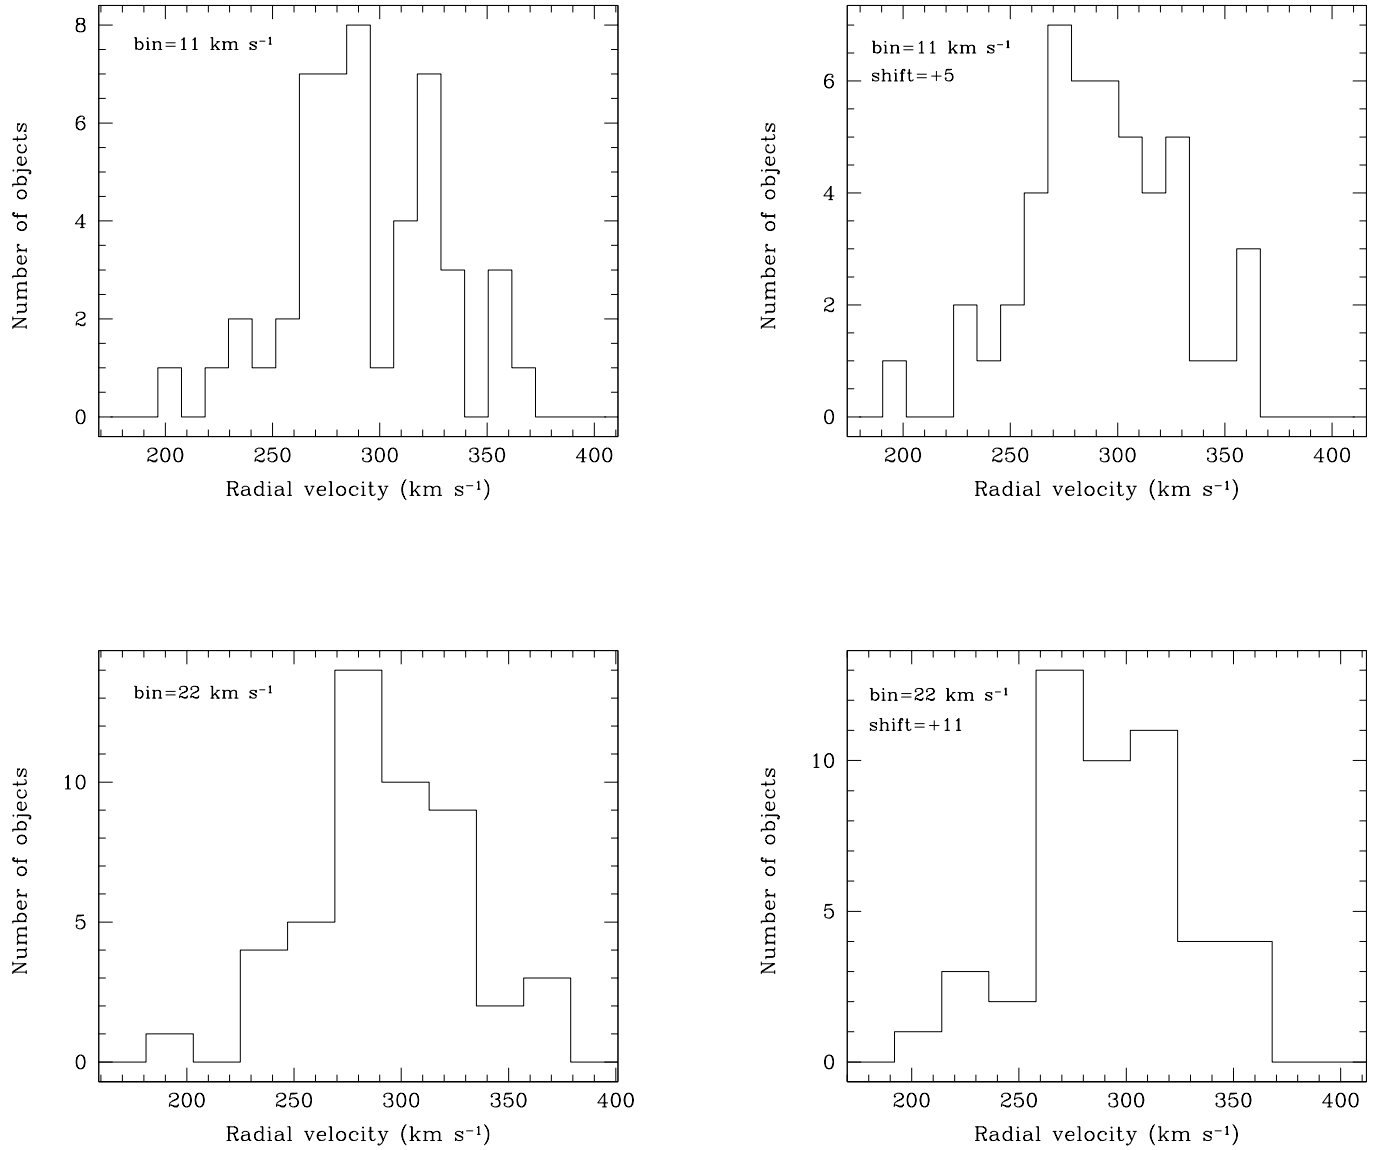 8
6
4
2
0
bin=11 km s⁻¹
Number of objects
200 250 300 350 400
Radial velocity (km s⁻¹)
6
4
2
0
bin=11 km s⁻¹
shift=+5
Number of objects
200 250 300 350 400
Radial velocity (km s⁻¹)
10
5
0
bin=22 km s⁻¹
Number of objects
200 250 300 350 400
Radial velocity (km s⁻¹)
10
5
0
bin=22 km s⁻¹
shift=+11
Number of objects
200 250 300 350 400
Radial velocity (km s⁻¹)